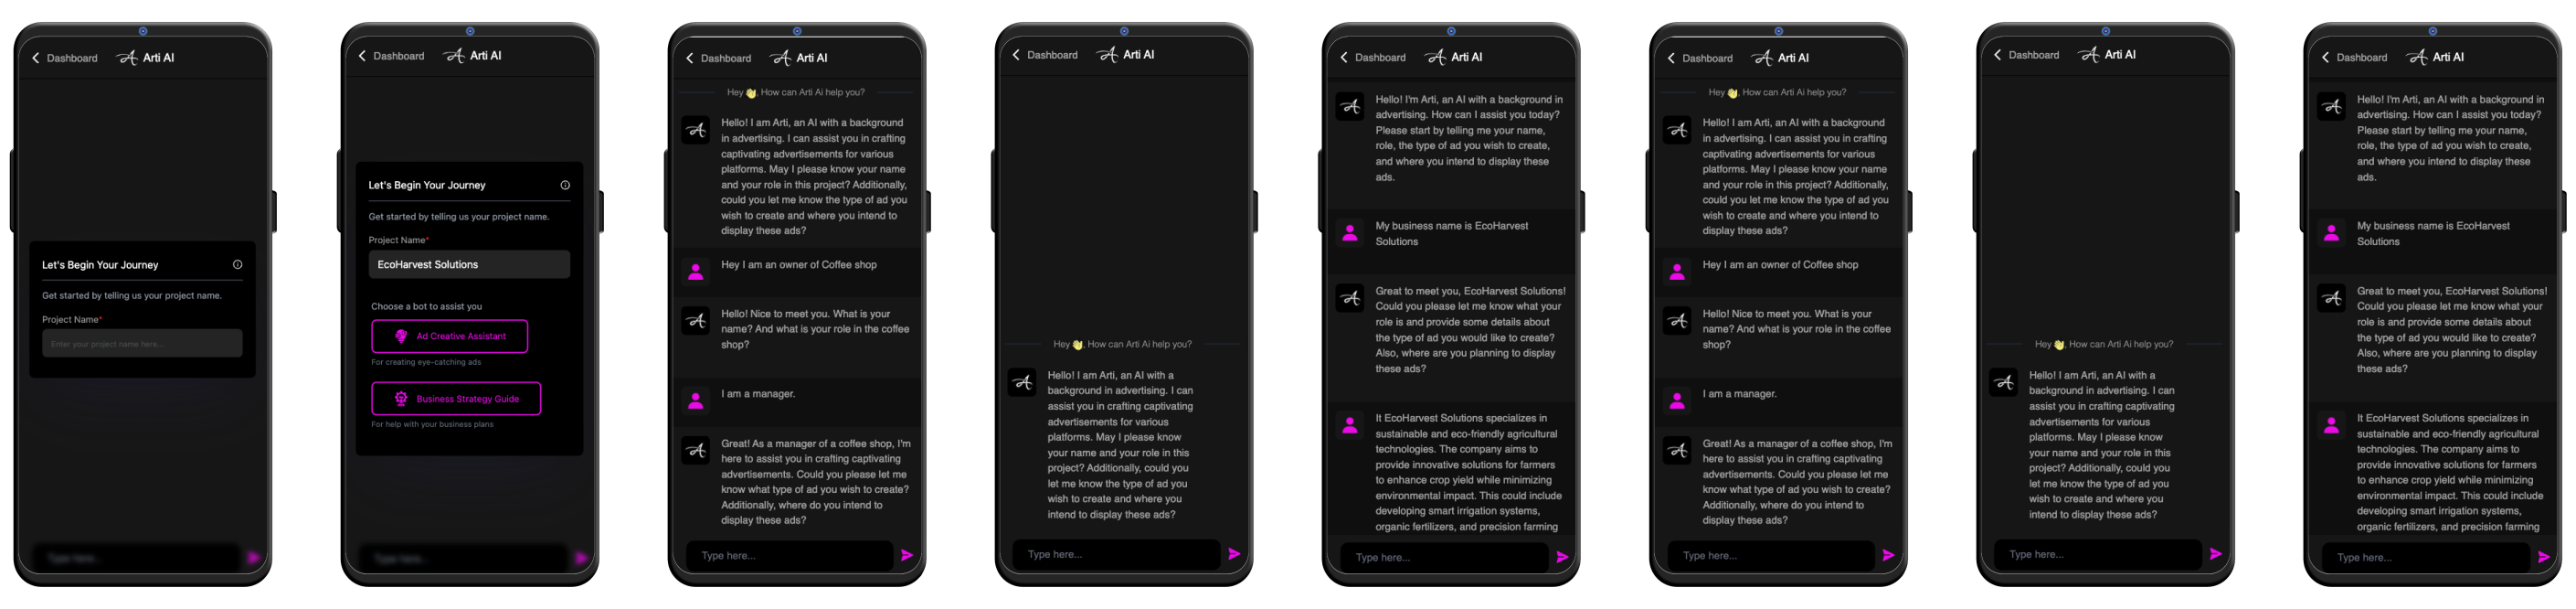 Dashboard
Arti AI
Let's Begin Your Journey
Get started by telling us your project name.
Project Name*
Enter your project name here...
Type here...
Dashboard
Arti AI
Let's Begin Your Journey
Get started by telling us your project name.
Project Name*
EcoHarvest Solutions
Choose a bot to assist you
Ad Creative Assistant
For creating eye-catching ads
Business Strategy Guide
For help with your business plans
Type here...
Dashboard
Arti AI
Hey 👋, How can Arti Ai help you?
Hello! I am Arti, an AI with a background
in advertising. I can assist you in crafting
captivating advertisements for various
platforms. May I please know your name
and your role in this project? Additionally,
could you let me know the type of ad you
wish to create and where you intend to
display these ads?
Hey I am an owner of Coffee shop
Hello! Nice to meet you. What is your
name? And what is your role in the coffee
shop?
I am a manager.
Great! As a manager of a coffee shop, I'm
here to assist you in crafting captivating
advertisements. Could you please let me
know what type of ad you wish to create?
Additionally, where do you intend to
display these ads?
Type here...
Dashboard
Arti AI
Hey 👋, How can Arti Ai help you?
Hello! I am Arti, an AI with a
background in advertising. I can
assist you in crafting captivating
advertisements for various
platforms. May I please know
your name and your role in this
project? Additionally, could you
let me know the type of ad you
wish to create and where you
intend to display these ads?
Type here...
Dashboard
Arti AI
Hello! I'm Arti, an AI with a background in
advertising. How can I assist you today?
Please start by telling me your name,
role, the type of ad you wish to create,
and where you intend to display these
ads.
My business name is EcoHarvest
Solutions
Great to meet you, EcoHarvest Solutions!
Could you please let me know what your
role is and provide some details about
the type of ad you would like to create?
Also, where are you planning to display
these ads?
It EcoHarvest Solutions specializes in
sustainable and eco-friendly agricultural
technologies. The company aims to
provide innovative solutions for farmers
to enhance crop yield while minimizing
environmental impact. This could include
developing smart irrigation systems,
organic fertilizers, and precision farming
Type here...
Dashboard
Arti AI
Hey 👋, How can Arti Ai help you?
Hello! I am Arti, an AI with a background
in advertising. I can assist you in crafting
captivating advertisements for various
platforms. May I please know your name
and your role in this project? Additionally,
could you let me know the type of ad you
wish to create and where you intend to
display these ads?
Hey I am an owner of Coffee shop
Hello! Nice to meet you. What is your
name? And what is your role in the coffee
shop?
I am a manager.
Great! As a manager of a coffee shop, I'm
here to assist you in crafting captivating
advertisements. Could you please let me
know what type of ad you wish to create?
Additionally, where do you intend to
display these ads?
Type here...
Dashboard
Arti AI
Hey 👋, How can Arti Ai help you?
Hello! I am Arti, an AI with a
background in advertising. I can
assist you in crafting captivating
advertisements for various
platforms. May I please know
your name and your role in this
project? Additionally, could you
let me know the type of ad you
wish to create and where you
intend to display these ads?
Type here...
Dashboard
Arti AI
Hello! I'm Arti, an AI with a background in
advertising. How can I assist you today?
Please start by telling me your name,
role, the type of ad you wish to create,
and where you intend to display these
ads.
My business name is EcoHarvest
Solutions
Great to meet you, EcoHarvest Solutions!
Could you please let me know what your
role is and provide some details about
the type of ad you would like to create?
Also, where are you planning to display
these ads?
It EcoHarvest Solutions specializes in
sustainable and eco-friendly agricultural
technologies. The company aims to
provide innovative solutions for farmers
to enhance crop yield while minimizing
environmental impact. This could include
developing smart irrigation systems,
organic fertilizers, and precision farming
Type here...